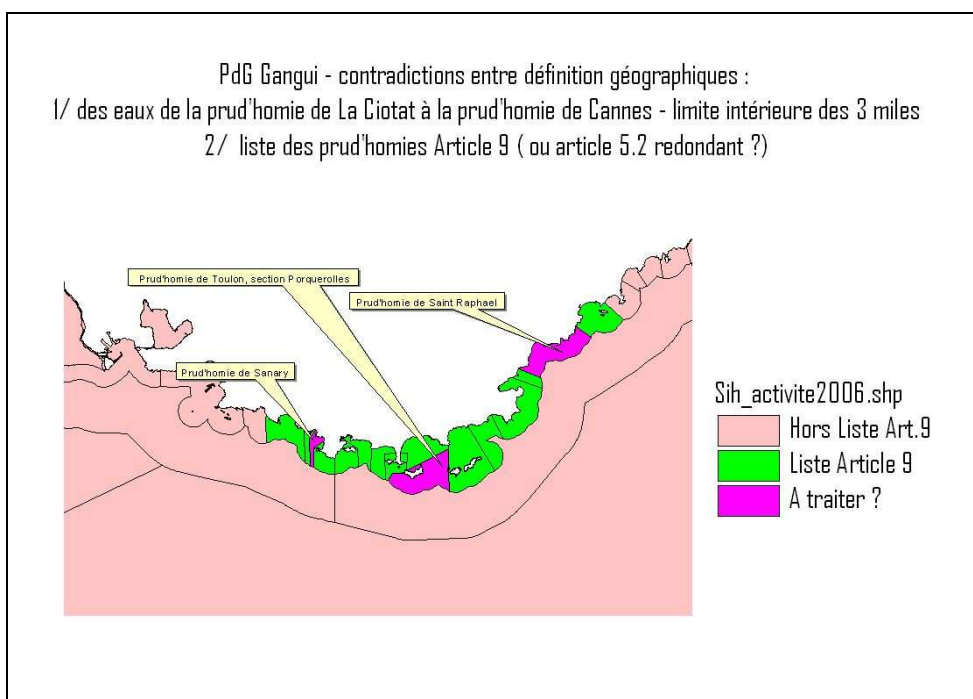 PdG Gangui - contradictions entre définition géographiques :
1/ des eaux de la prud'homie de La Ciotat à la prud'homie de Cannes - limite intérieure des 3 miles
2/ liste des prud'homies Article 9 ( ou article 5.2 redondant ?)
Prud'homie de Toulon, section Porquerolles
Prud'homie de Saint Raphael
Prud'homie de Sanary
Sih_activite2006.shp
Hors Liste Art.9
Liste Article 9
A traiter ?